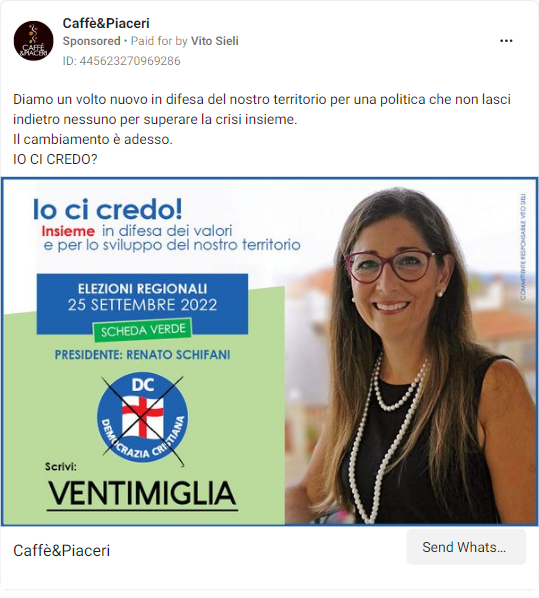 Caffè&Piaceri
Sponsored • Paid for by Vito Sieli
ID: 445623270969286
CAFFÈ
&PIACERI
Diamo un volto nuovo in difesa del nostro territorio per una politica che non lasci
indietro nessuno per superare la crisi insieme.
Il cambiamento è adesso.
IO CI CREDO?
Io ci credo!
Insieme in difesa dei valori
e per lo sviluppo del nostro territorio
ELEZIONI REGIONALI
25 SETTEMBRE 2022
SCHEDA VERDE
PRESIDENTE: RENATO SCHIFANI
DC
DEMOCRAZIA CRISTIANA
Scrivi:
VENTIMIGLIA
COMMITTENTE RESPONSABILE VITO SIELI
Caffè&Piaceri
Send Whats...